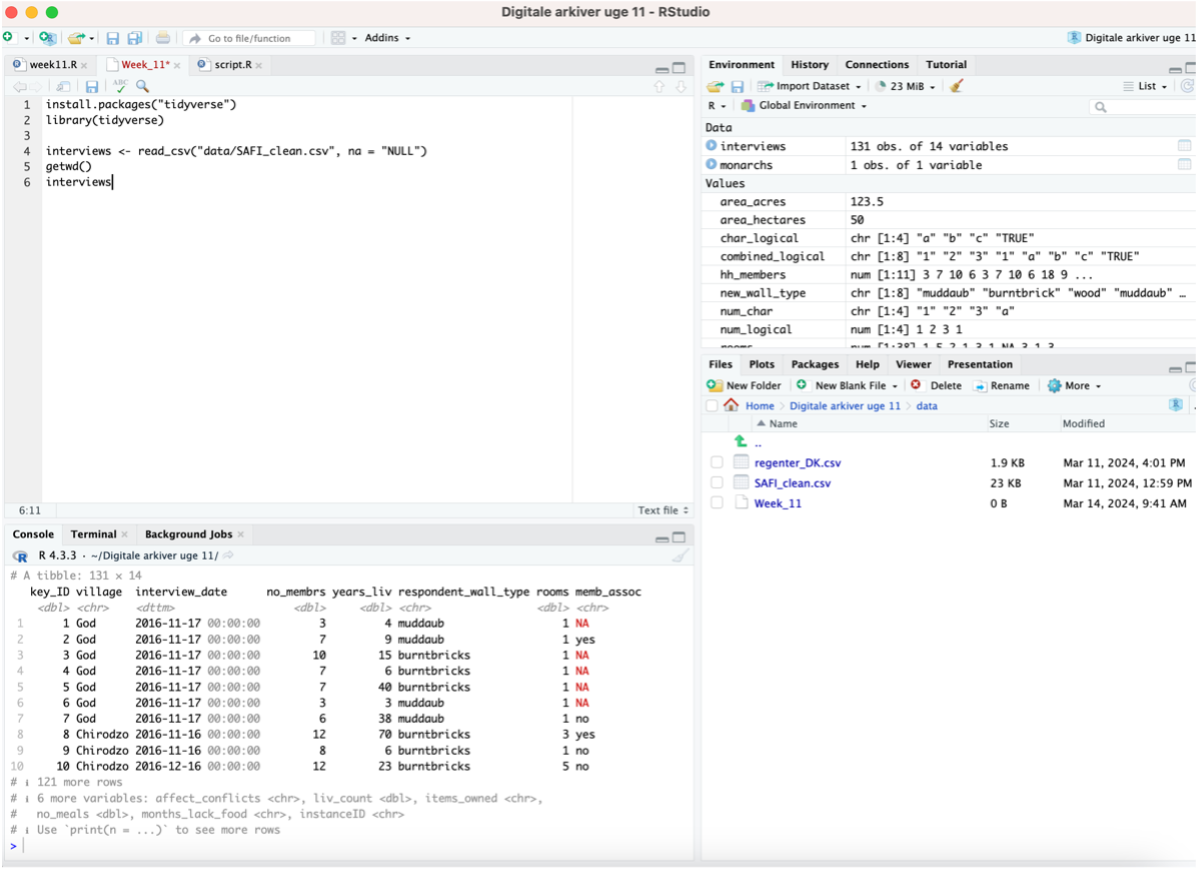 Digitale arkiver uge 11 - RStudio
Go to file/function
Addins
Digitale arkiver uge 11
week11.R
Week_11*
script.R
ABC
1 install.packages("tidyverse")
2 library(tidyverse)
3
4 interviews <- read_csv("data/SAFI_clean.csv", na = "NULL")
5 getwd()
6 interviews
6:11
Text file
Console Terminal Background Jobs
R 4.3.3 · ~/Digitale arkiver uge 11/
# A tibble: 131 × 14
key_ID village interview_date no_membrs years_liv respondent_wall_type rooms memb_assoc
<dbl> <chr> <dttm> <dbl> <dbl> <chr> <dbl> <chr>
1 1 God 2016-11-17 00:00:00 3 4 muddaub 1 NA
2 2 God 2016-11-17 00:00:00 7 9 muddaub 1 yes
3 3 God 2016-11-17 00:00:00 10 15 burntbricks 1 NA
4 4 God 2016-11-17 00:00:00 7 6 burntbricks 1 NA
5 5 God 2016-11-17 00:00:00 7 40 burntbricks 1 NA
6 6 God 2016-11-17 00:00:00 3 3 muddaub 1 NA
7 7 God 2016-11-17 00:00:00 6 38 muddaub 1 no
8 8 Chirodzo 2016-11-16 00:00:00 12 70 burntbricks 3 yes
9 9 Chirodzo 2016-11-16 00:00:00 8 6 burntbricks 1 no
10 10 Chirodzo 2016-12-16 00:00:00 12 23 burntbricks 5 no
# ℹ 121 more rows
# ℹ 6 more variables: affect_conflicts <chr>, liv_count <dbl>, items_owned <chr>,
# no_meals <dbl>, months_lack_food <chr>, instanceID <chr>
# ℹ Use `print(n = ...)` to see more rows
>
Environment History Connections Tutorial
Import Dataset 23 MiB List
R Global Environment
Data
interviews 131 obs. of 14 variables
monarchs 1 obs. of 1 variable
Values
area_acres 123.5
area_hectares 50
char_logical chr [1:4] "a" "b" "c" "TRUE"
combined_logical chr [1:8] "1" "2" "3" "1" "a" "b" "c" "TRUE"
hh_members num [1:11] 3 7 10 6 3 7 10 6 18 9 ...
new_wall_type chr [1:8] "muddaub" "burntbrick" "wood" "muddaub" …
num_char chr [1:4] "1" "2" "3" "a"
num_logical num [1:4] 1 2 3 1
Files Plots Packages Help Viewer Presentation
New Folder New Blank File Delete Rename More
Home > Digitale arkiver uge 11 > data
Name Size Modified
..
regenter_DK.csv 1.9 KB Mar 11, 2024, 4:01 PM
SAFI_clean.csv 23 KB Mar 11, 2024, 12:59 PM
Week_11 0 B Mar 14, 2024, 9:41 AM